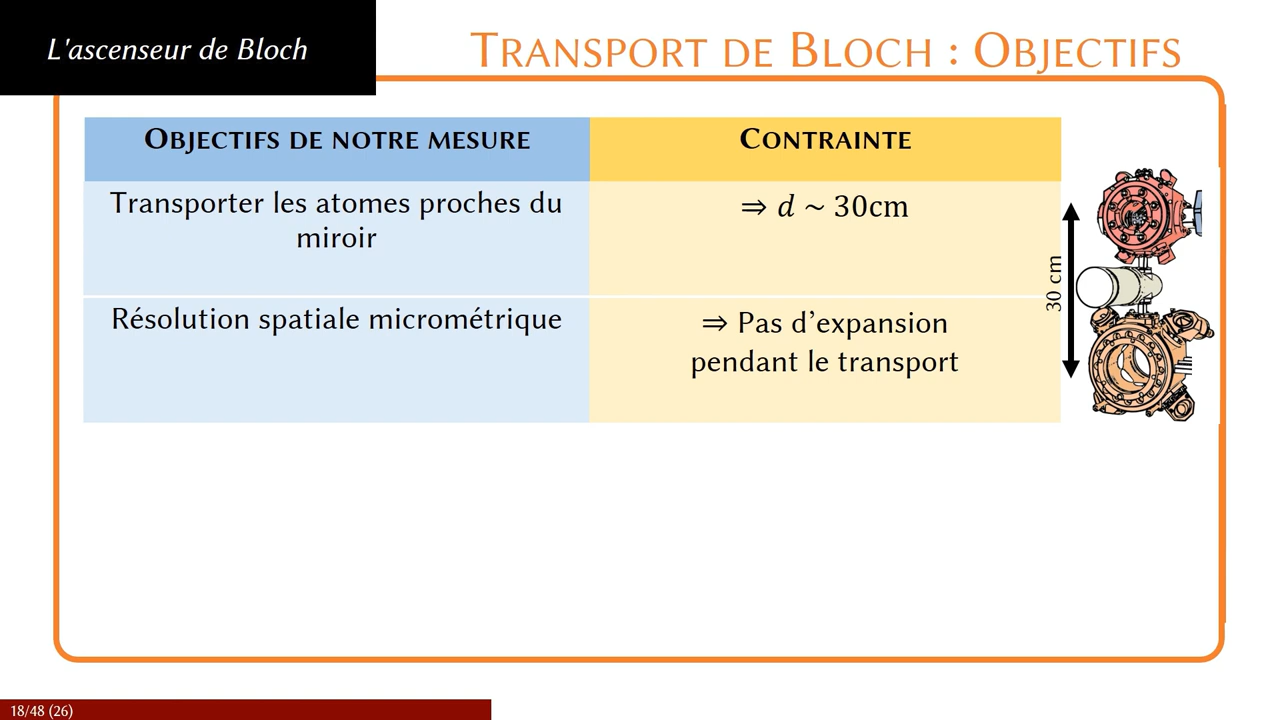 L'ascenseur de Bloch
TRANSPORT DE BLOCH : OBJECTIFS
OBJECTIFS DE NOTRE MESURE
CONTRAINTE
Transporter les atomes proches du
miroir
⇒ d ~ 30cm
Résolution spatiale micrométrique
⇒ Pas d’expansion
pendant le transport
30 cm
18/48 (26)